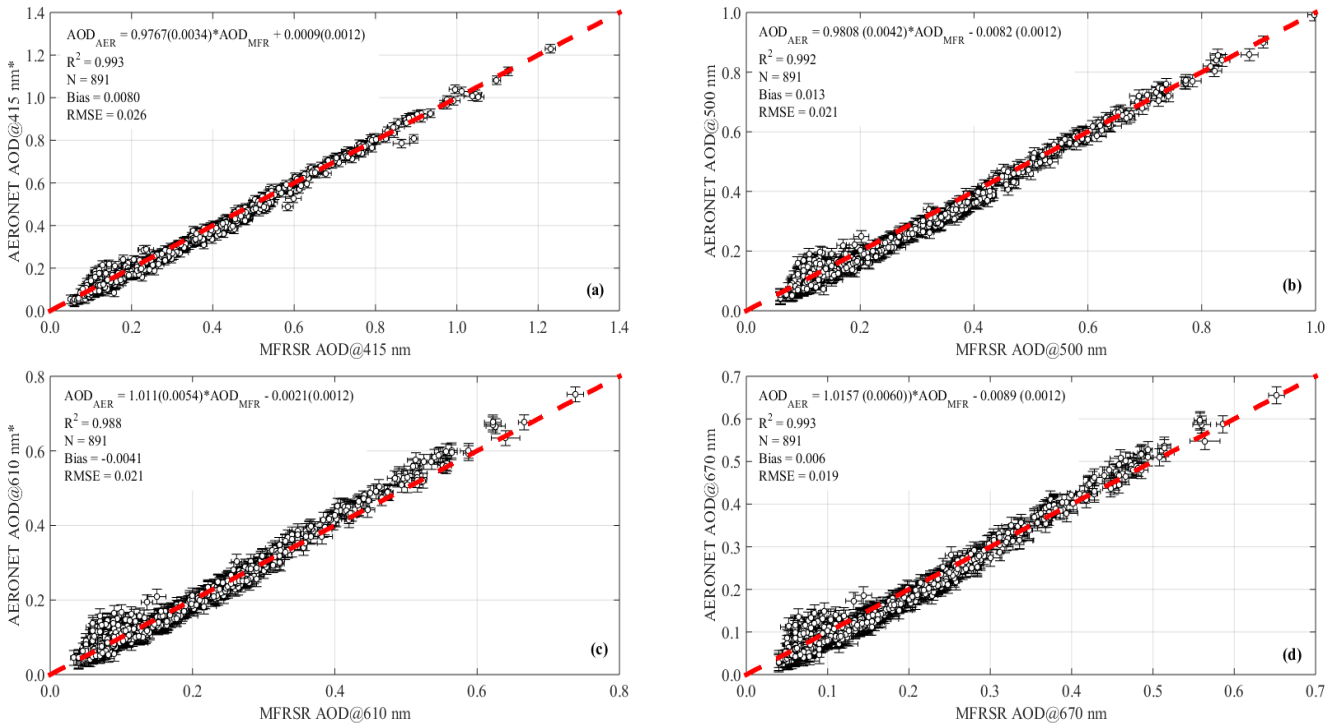 AOD_AER = 0.9767(0.0034)*AOD_MFR + 0.0009(0.0012)
R² = 0.993
N = 891
Bias = 0.0080
RMSE = 0.026
AERONET AOD@415 nm*
1.4
1.2
1.0
0.8
0.6
0.4
0.2
0.0
(a)
0.0 0.2 0.4 0.6 0.8 1.0 1.2 1.4
MFRSR AOD@415 nm
AOD_AER = 0.9808 (0.0042)*AOD_MFR - 0.0082 (0.0012)
R² = 0.992
N = 891
Bias = 0.013
RMSE = 0.021
AERONET AOD@500 nm
1.0
0.8
0.6
0.4
0.2
0.0
(b)
0.0 0.2 0.4 0.6 0.8 1.0
MFRSR AOD@500 nm
AOD_AER = 1.011(0.0054)*AOD_MFR - 0.0021(0.0012)
R² = 0.988
N = 891
Bias = -0.0041
RMSE = 0.021
AERONET AOD@610 nm*
0.8
0.6
0.4
0.2
0.0
(c)
0.0 0.2 0.4 0.6 0.8
MFRSR AOD@610 nm
AOD_AER = 1.0157 (0.0060))*AOD_MFR - 0.0089 (0.0012)
R² = 0.993
N = 891
Bias = 0.006
RMSE = 0.019
AERONET AOD@670 nm
0.7
0.6
0.5
0.4
0.3
0.2
0.1
0.0
(d)
0.0 0.1 0.2 0.3 0.4 0.5 0.6 0.7
MFRSR AOD@670 nm